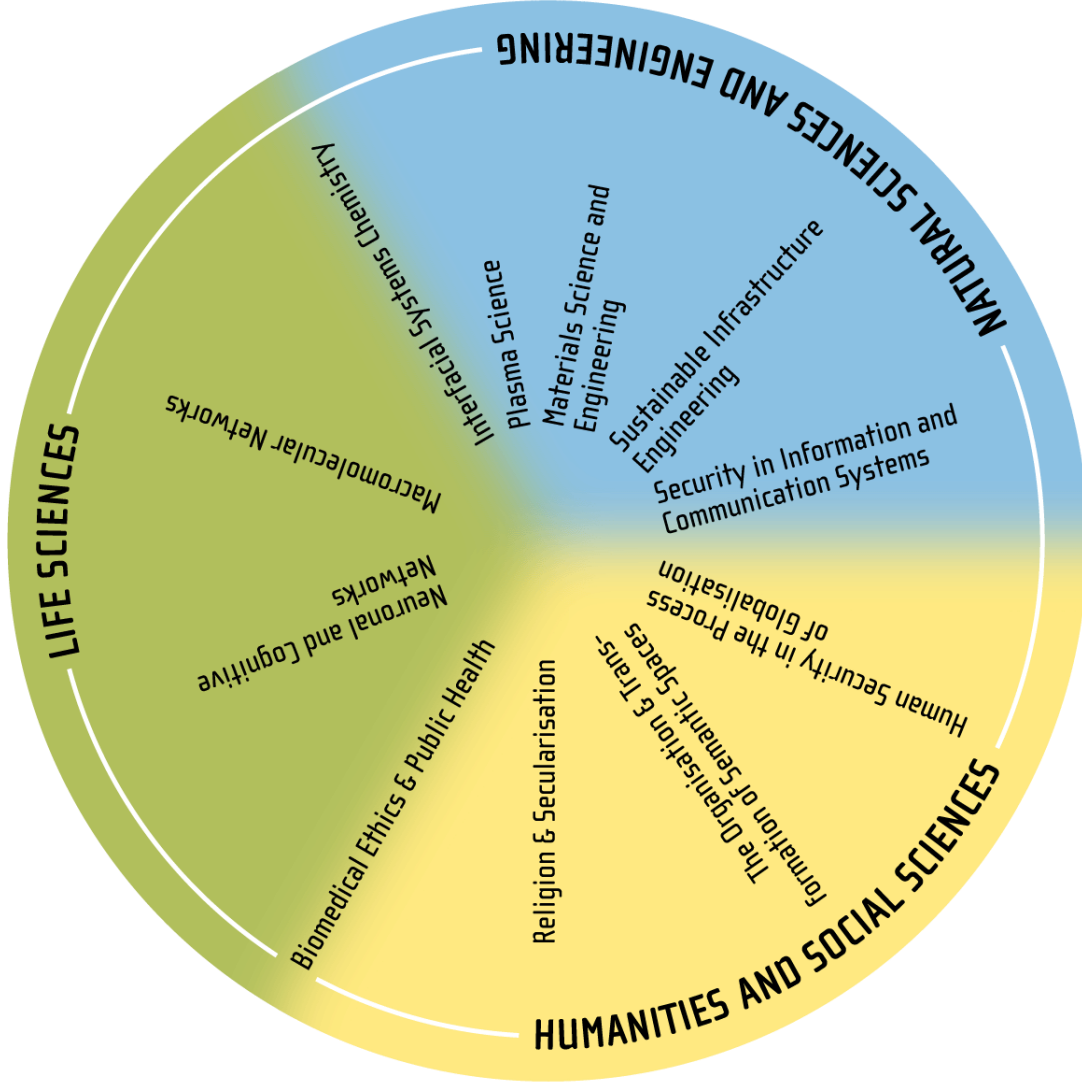 NATURAL SCIENCES AND ENGINEERING
Interfacial Systems Chemistry
Plasma Science
Materials Science and
Engineering
Sustainable Infrastructure
Engineering
Security in Information and
Communication Systems
Human Security in the Process
of Globalisation
The Organisation & Trans-
formation of Semantic Spaces
Religion & Secularisation
Biomedical Ethics & Public Health
HUMANITIES AND SOCIAL SCIENCES
Neuronal and Cognitive
Networks
Macromolecular Networks
LIFE SCIENCES